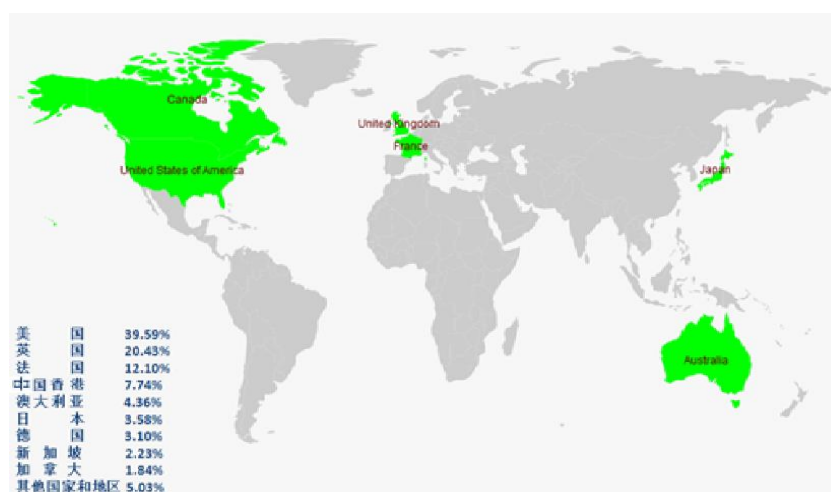 Canada
United Kingdom
France
United States of America
Japan
Australia
美国 39.59%
英国 20.43%
法国 12.10%
中国香港 7.74%
澳大利亚 4.36%
日本 3.58%
德国 3.10%
新加坡 2.23%
加拿大 1.84%
其他国家和地区 5.03%